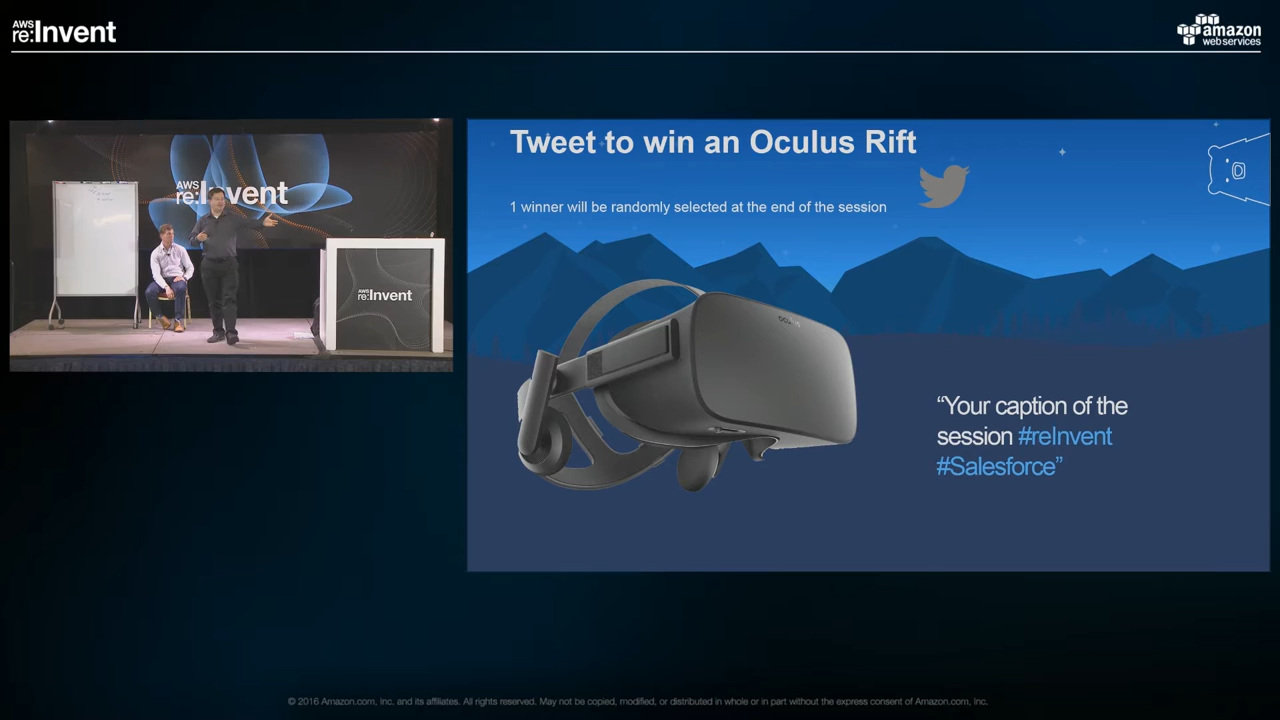 AWS
re:Invent
amazon
web services
AWS
re:Invent
AWS
re:Invent
Tweet to win an Oculus Rift
1 winner will be randomly selected at the end of the session
oculus
D
“Your caption of the
session #reInvent
#Salesforce”
© 2016 Amazon.com, Inc. and its affiliates. All rights reserved. May not be copied, modified, or distributed in whole or in part without the express consent of Amazon.com, Inc.